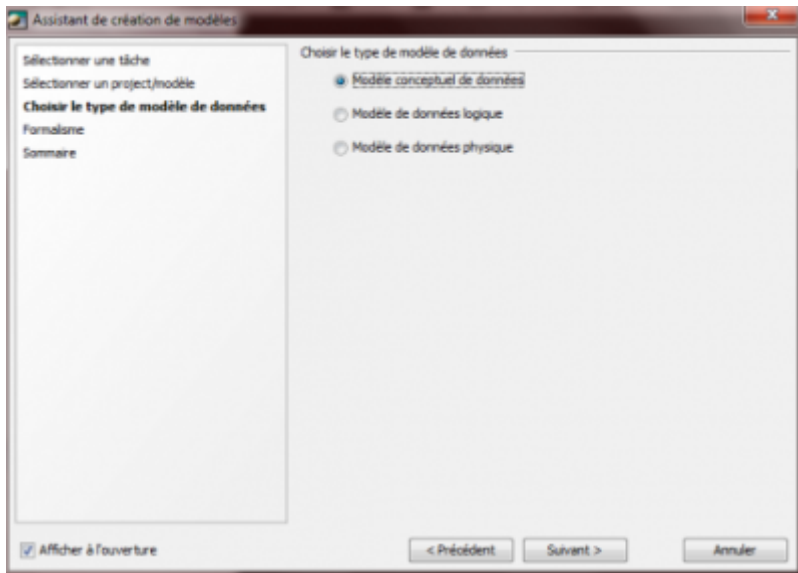 Assistant de création de modèles
Sélectionner une tâche
Sélectionner un project/modèle
Choisir le type de modèle de données
Formalisme
Sommaire
Choisir le type de modèle de données
Modèle conceptuel de données
Modèle de données logique
Modèle de données physique
Afficher à l'ouverture
< Précédent
Suivant >
Annuler